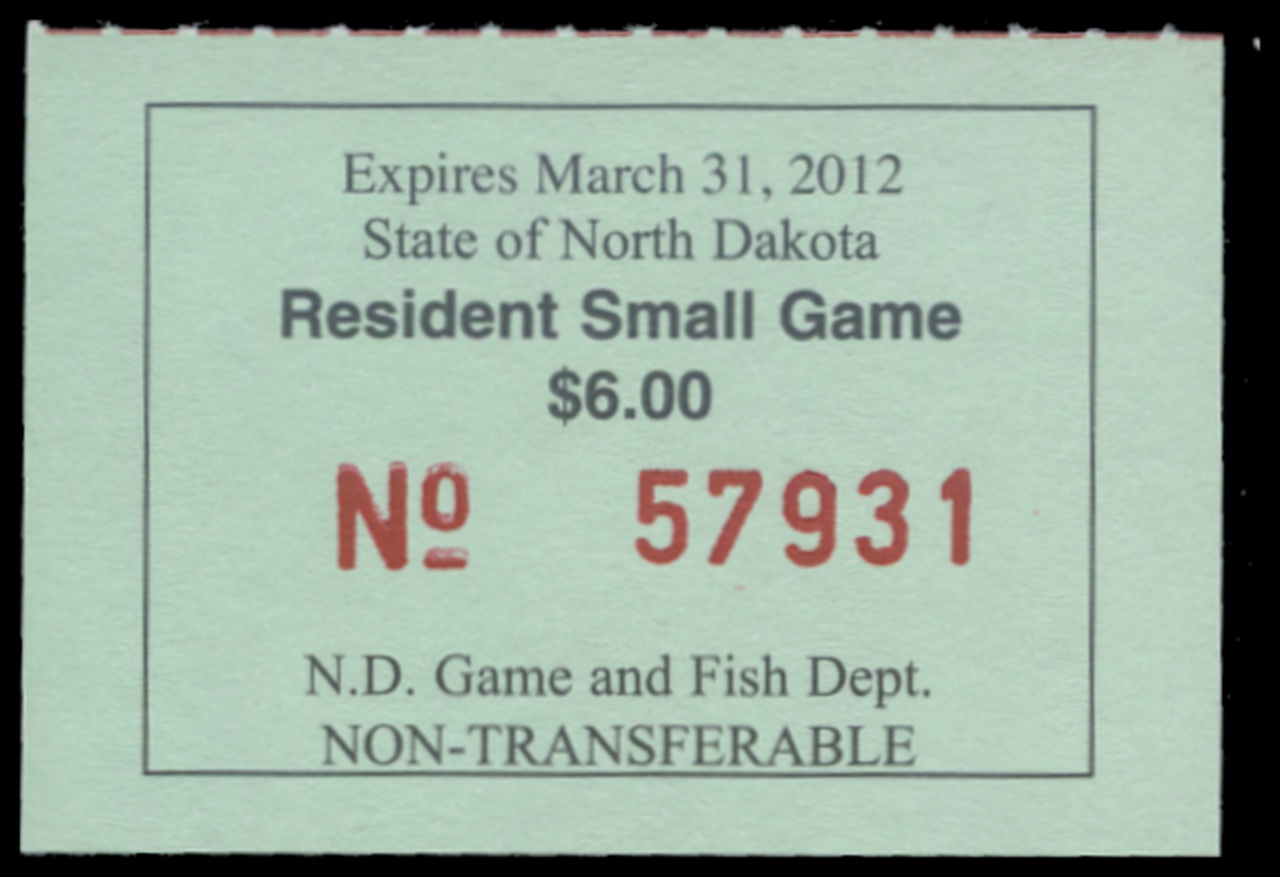 Expires March 31, 2012
State of North Dakota
Resident Small Game
$6.00
Nº 57931
N.D. Game and Fish Dept.
NON-TRANSFERABLE